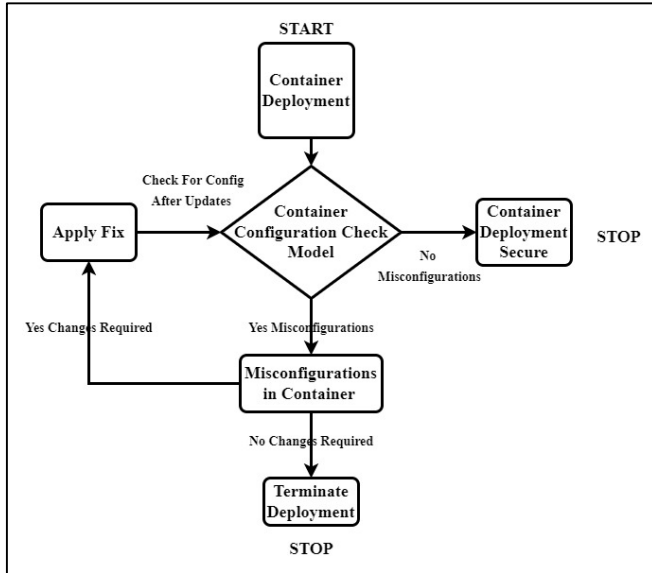 START
Container
Deployment
Check For Config
After Updates
Apply Fix
Container
Configuration Check
Model
Container
Deployment
Secure
STOP
No
Misconfigurations
Yes Changes Required
Yes Misconfigurations
Misconfigurations
in Container
No Changes Required
Terminate
Deployment
STOP